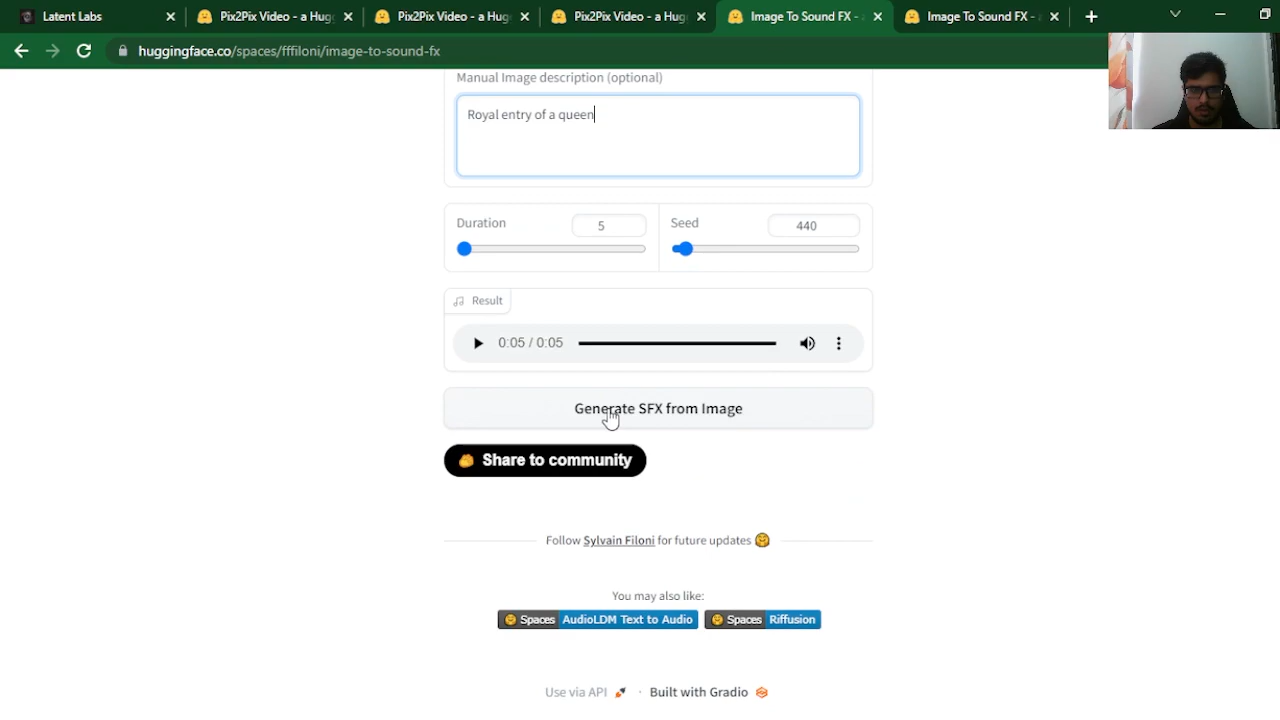 Latent Labs
Pix2Pix Video - a Hug
Pix2Pix Video - a Hug
Pix2Pix Video - a Hug
Image To Sound FX - a
Image To Sound FX - a
huggingface.co/spaces/fffiloni/image-to-sound-fx
Manual Image description (optional)
Royal entry of a queen
Duration 5 Seed 440
Result
0:05 / 0:05
Generate SFX from Image
Share to community
Follow Sylvain Filoni for future updates
You may also like:
Spaces AudioLDM Text to Audio Spaces Riffusion
Use via API · Built with Gradio